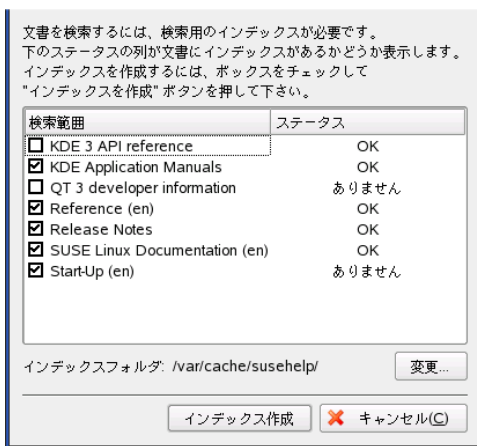 文書を検索するには、検索用のインデックスが必要です。
下のステータスの列が文書にインデックスがあるかどうか表示します。
インデックスを作成するには、ボックスをチェックして
"インデックスを作成" ボタンを押して下さい。
検索範囲 ステータス
KDE 3 API reference OK
KDE Application Manuals OK
QT 3 developer information ありません
Reference (en) OK
Release Notes OK
SUSE Linux Documentation (en) OK
Start-Up (en) ありません
インデックスフォルダ: /var/cache/susehelp/ 変更...
インデックス作成 キャンセル(C)